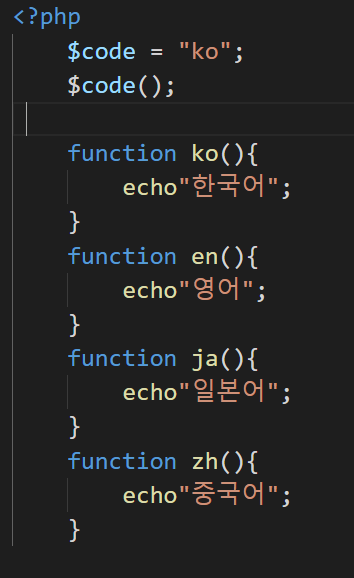 <?php
$code = "ko";
$code();
function ko(){
echo"한국어";
}
function en(){
echo"영어";
}
function ja(){
echo"일본어";
}
function zh(){
echo"중국어";
}